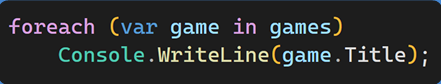 foreach (var game in games)
    Console.WriteLine(game.Title);